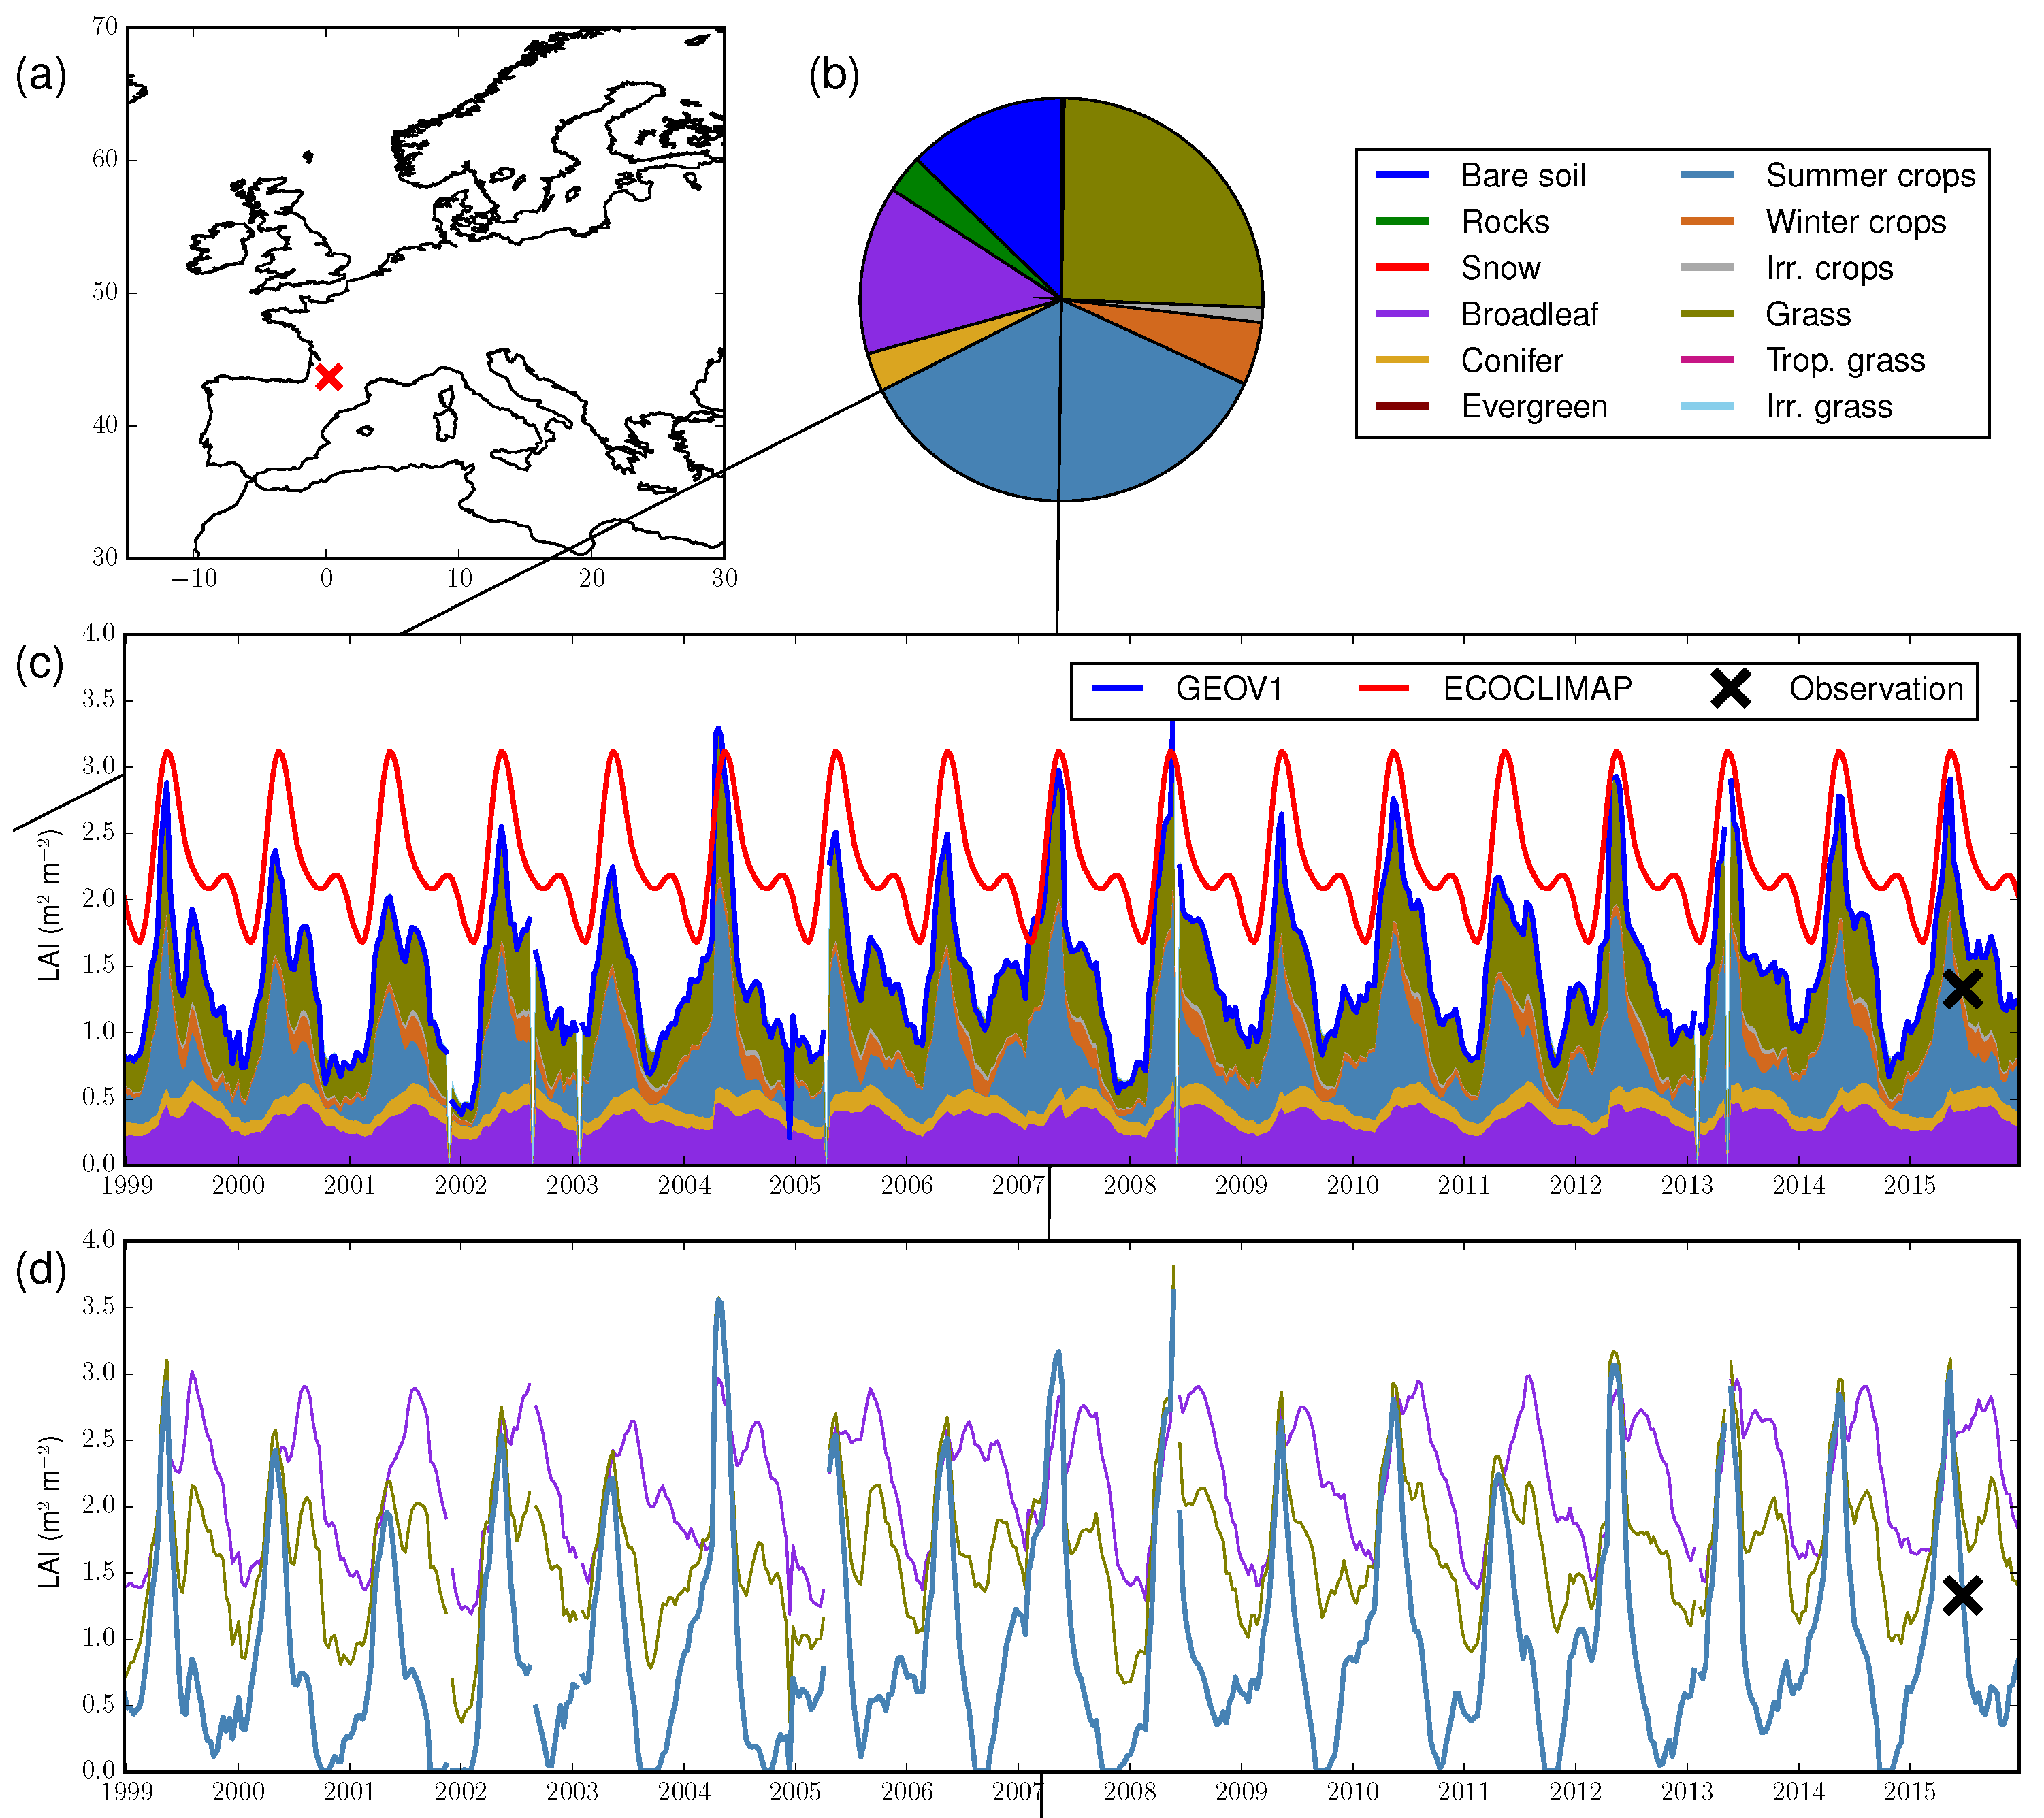 (a)
70
60
50
40
30
−10 0 10 20 30
(b)
Bare soil Summer crops
Rocks Winter crops
Snow Irr. crops
Broadleaf Grass
Conifer Trop. grass
Evergreen Irr. grass
(c)
4.0
3.5
3.0
2.5
2.0
1.5
1.0
0.5
0.0
LAI (m² m⁻²)
GEOV1 ECOCLIMAP Observation
1999 2000 2001 2002 2003 2004 2005 2006 2007 2008 2009 2010 2011 2012 2013 2014 2015
(d)
4.0
3.5
3.0
2.5
2.0
1.5
1.0
0.5
0.0
LAI (m² m⁻²)
1999 2000 2001 2002 2003 2004 2005 2006 2007 2008 2009 2010 2011 2012 2013 2014 2015